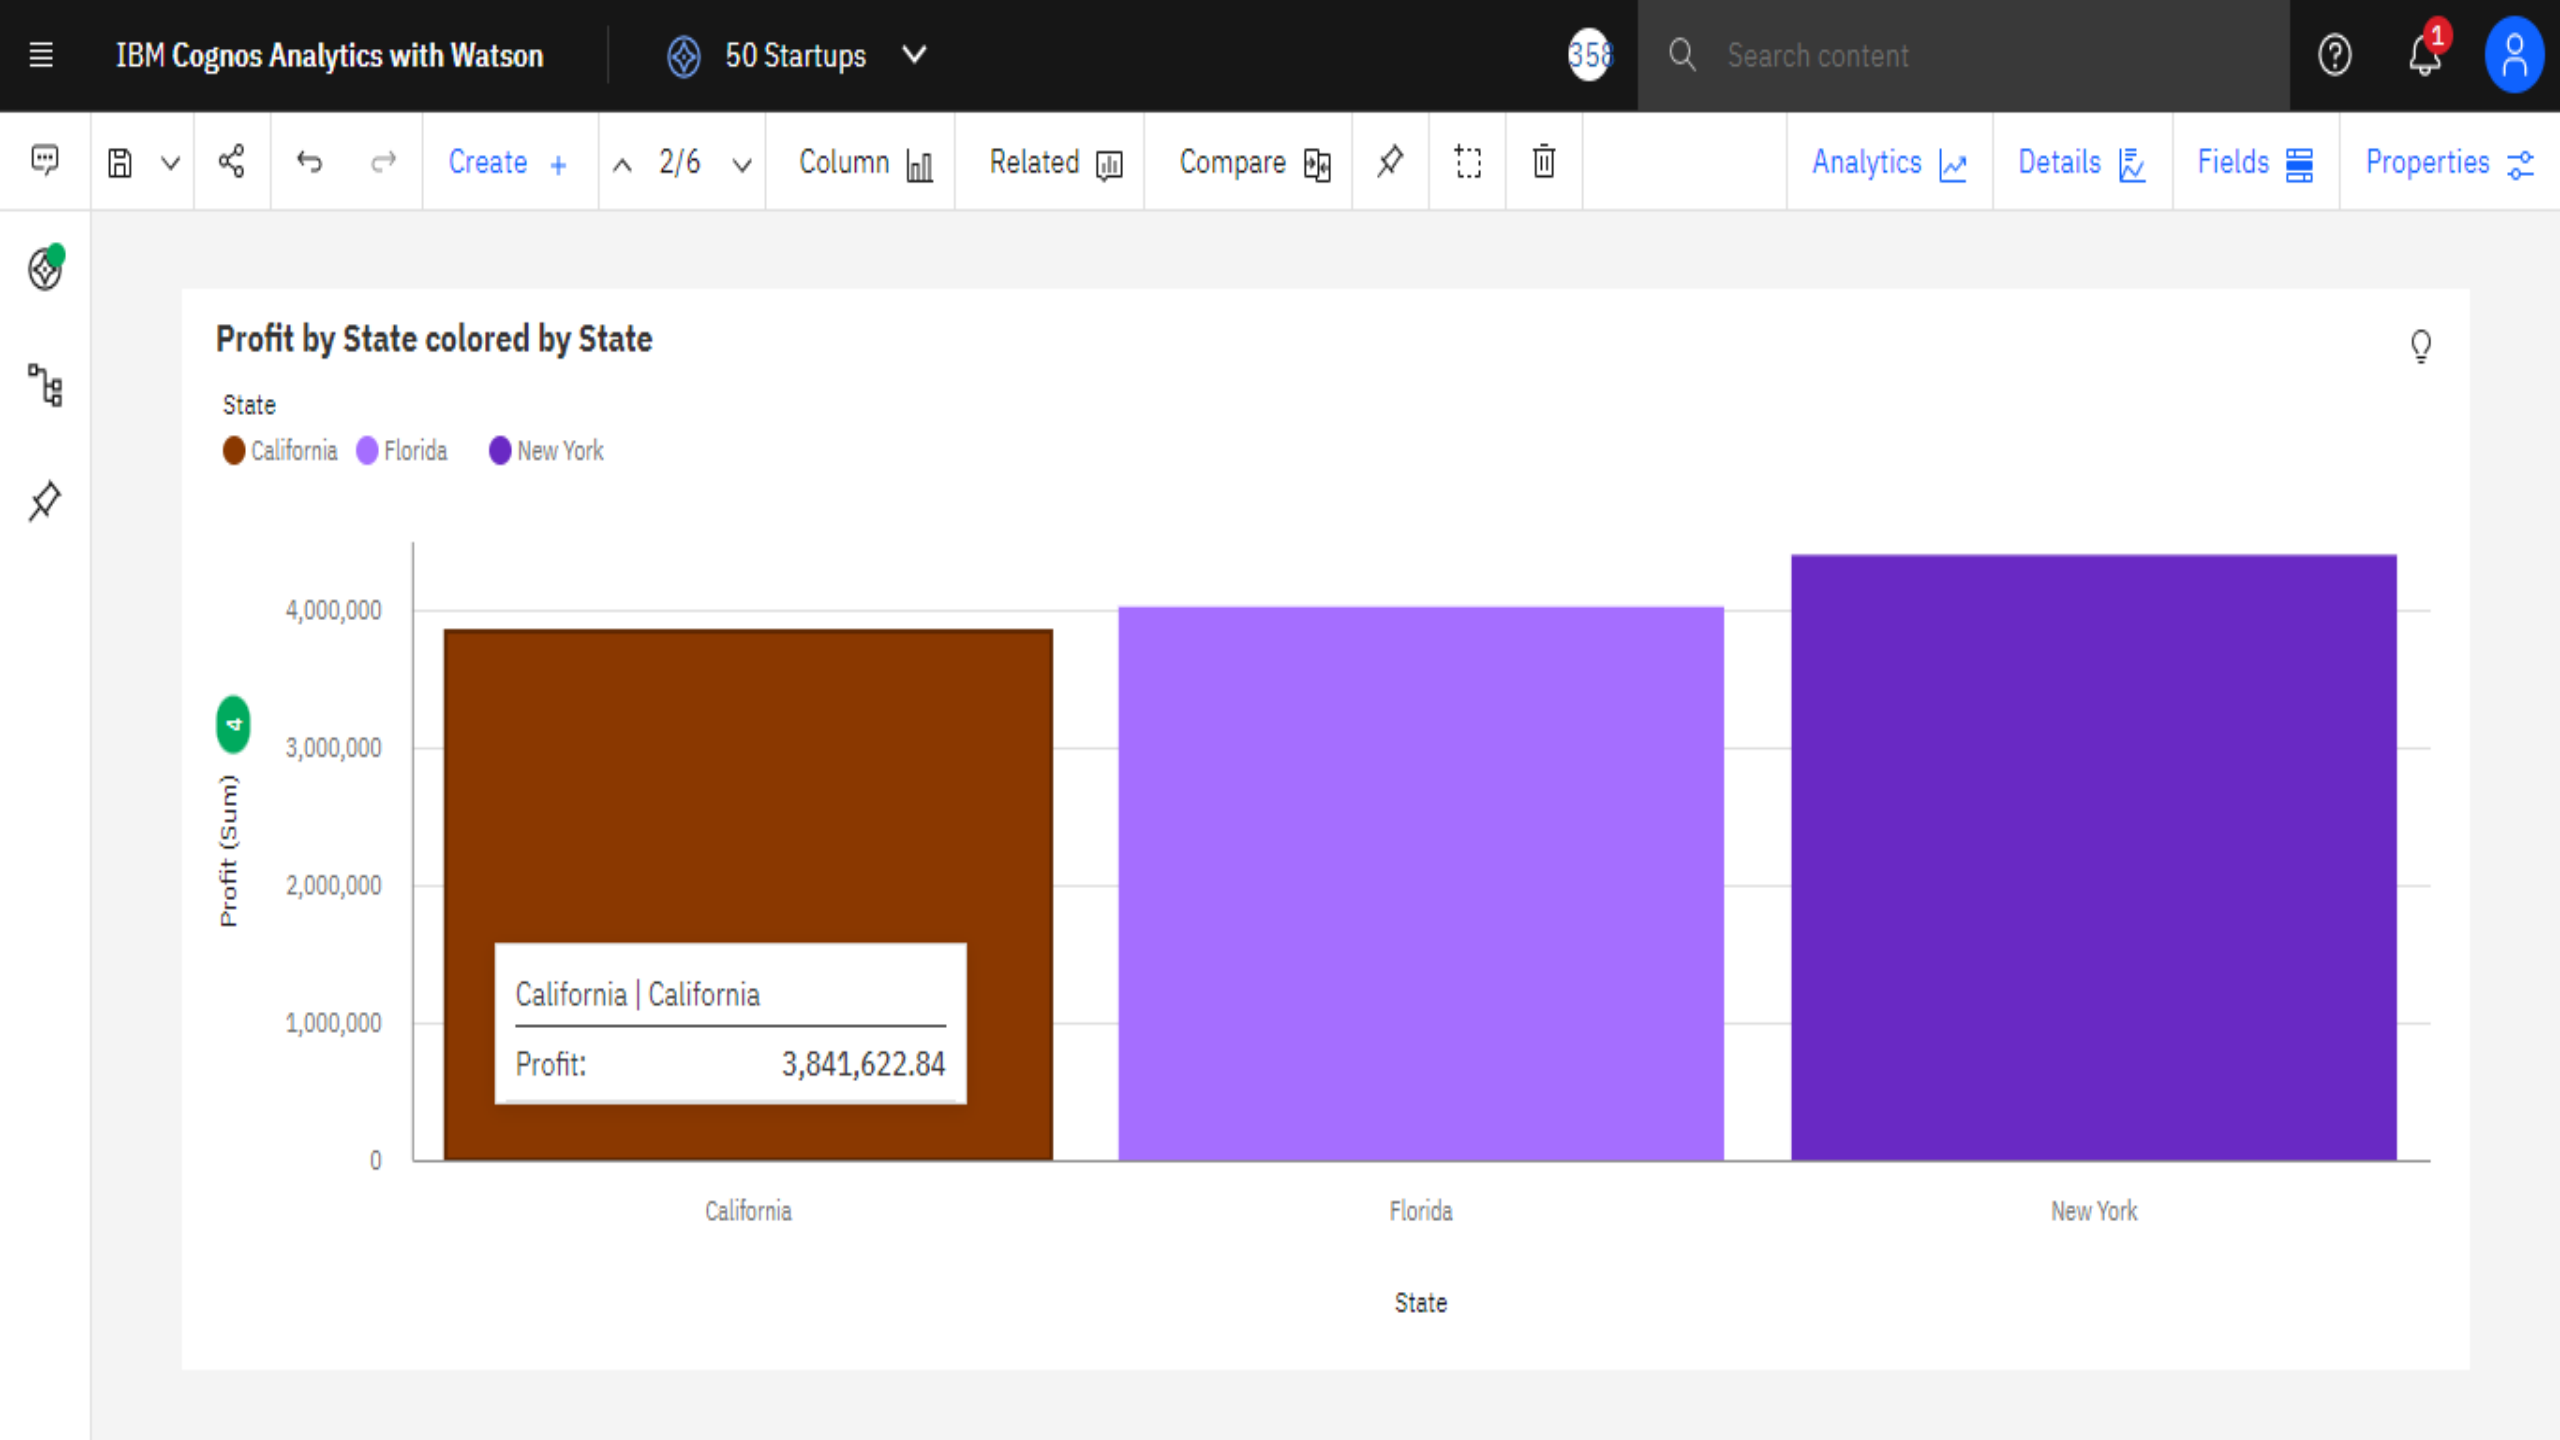 IBM Cognos Analytics with Watson
50 Startups
358
Search content
1
Create
2/6
Column
Related
Compare
Analytics
Details
Fields
Properties
Profit by State colored by State
State
California Florida New York
4,000,000
3,000,000
2,000,000
1,000,000
0
Profit (Sum) 4
California | California
Profit: 3,841,622.84
California Florida New York
State